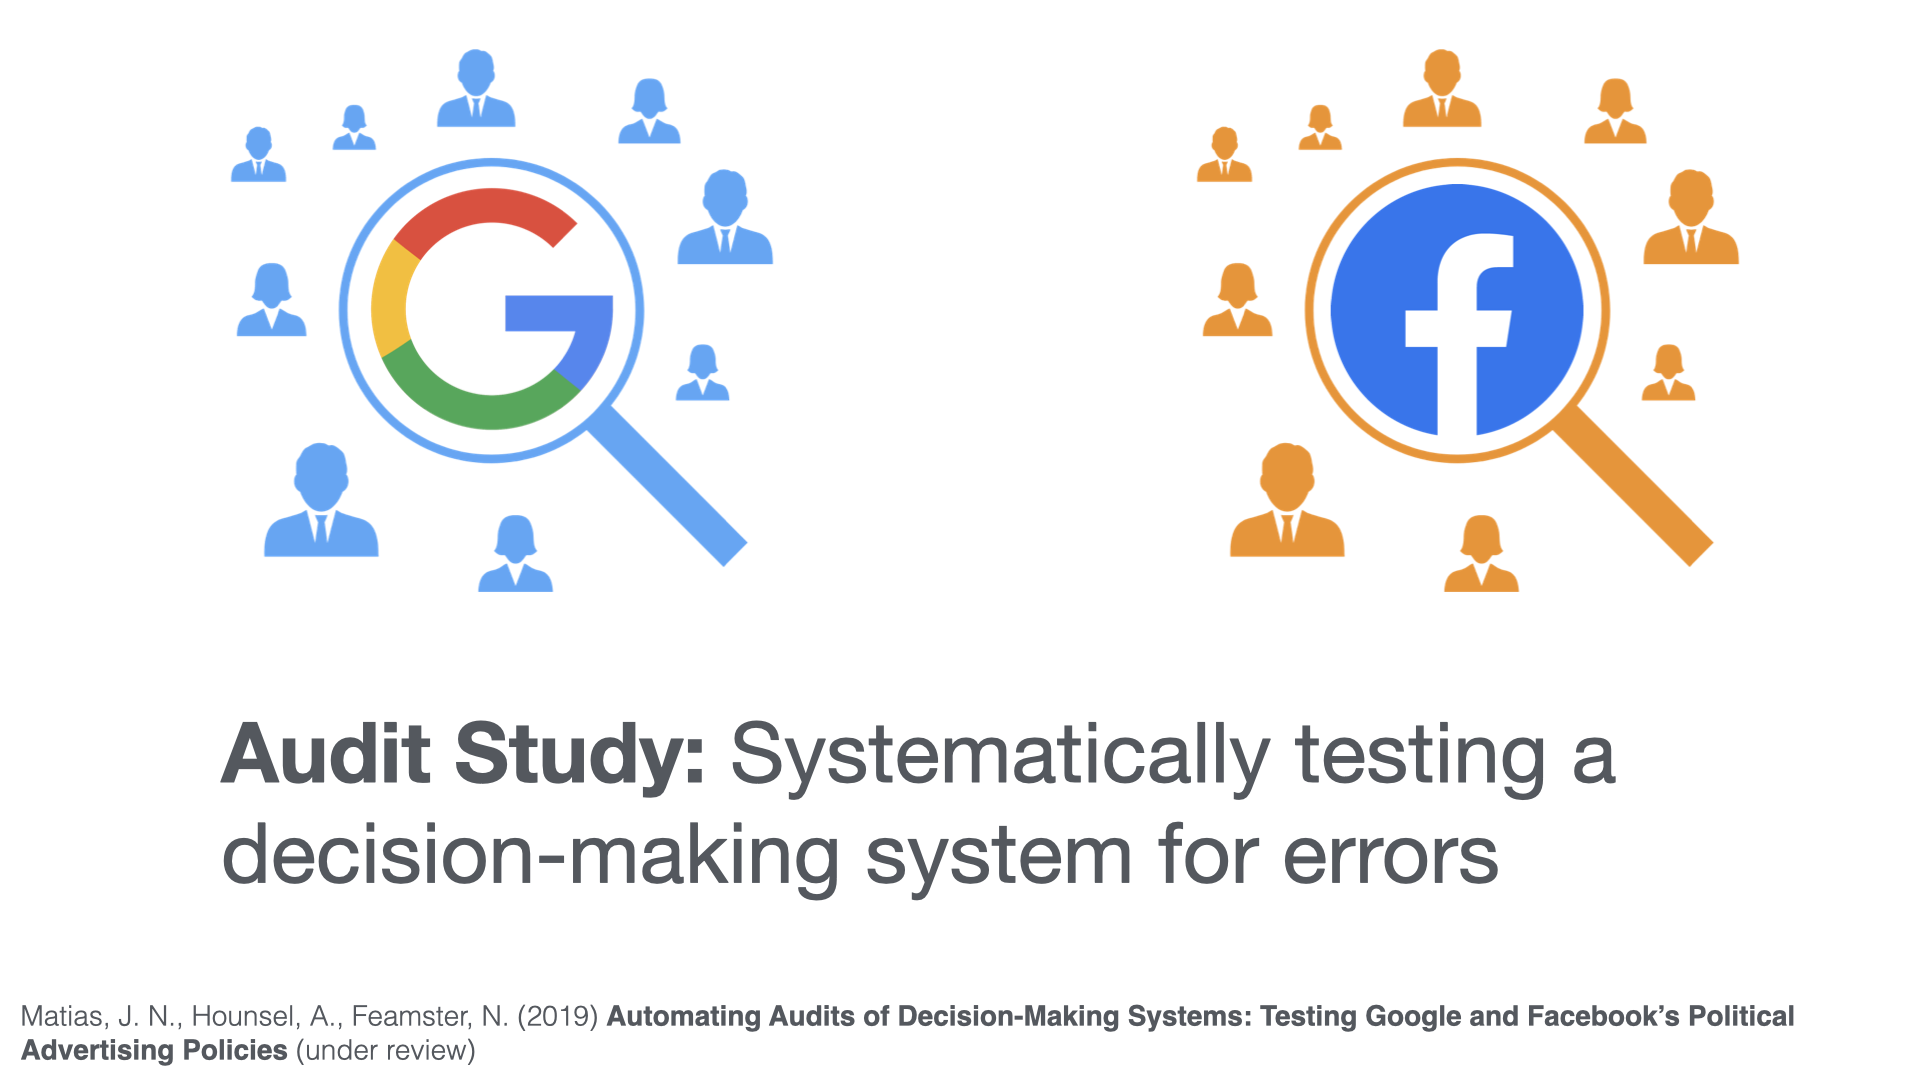 Audit Study: Systematically testing a
decision-making system for errors
Matias, J. N., Hounsel, A., Feamster, N. (2019) Automating Audits of Decision-Making Systems: Testing Google and Facebook’s Political
Advertising Policies (under review)